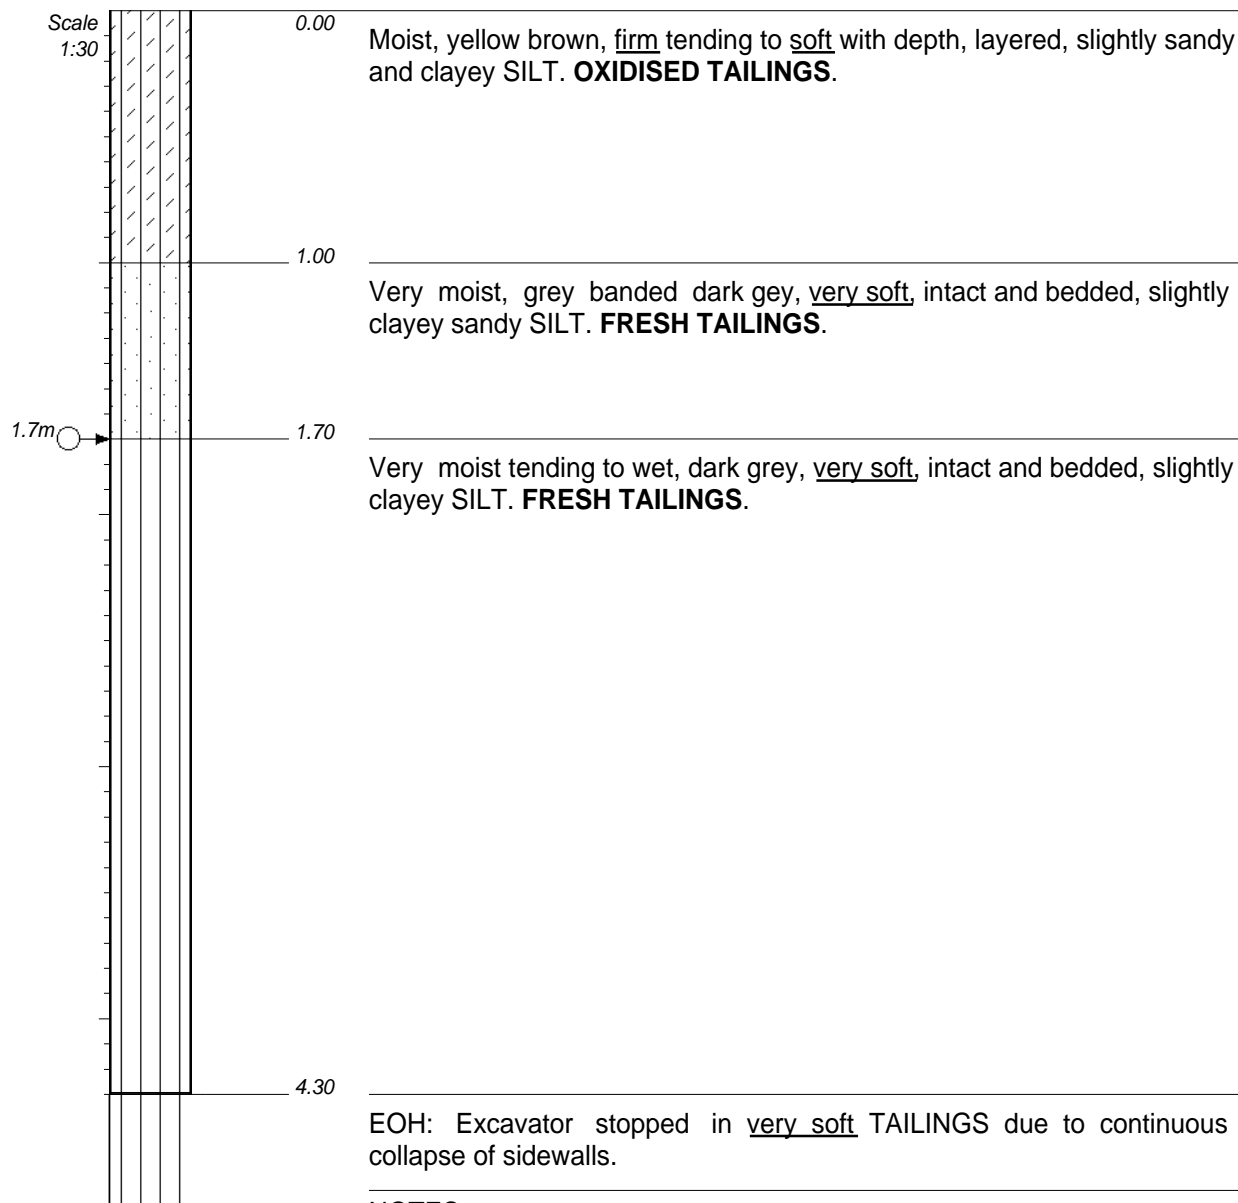 Scale
1:30
0.00
Moist, yellow brown, firm tending to soft with depth, layered, slightly sandy
and clayey SILT. OXIDISED TAILINGS.
1.00
Very moist, grey banded dark gey, very soft, intact and bedded, slightly
clayey sandy SILT. FRESH TAILINGS.
1.7m
1.70
Very moist tending to wet, dark grey, very soft, intact and bedded, slightly
clayey SILT. FRESH TAILINGS.
4.30
EOH: Excavator stopped in very soft TAILINGS due to continuous
collapse of sidewalls.
NOTES